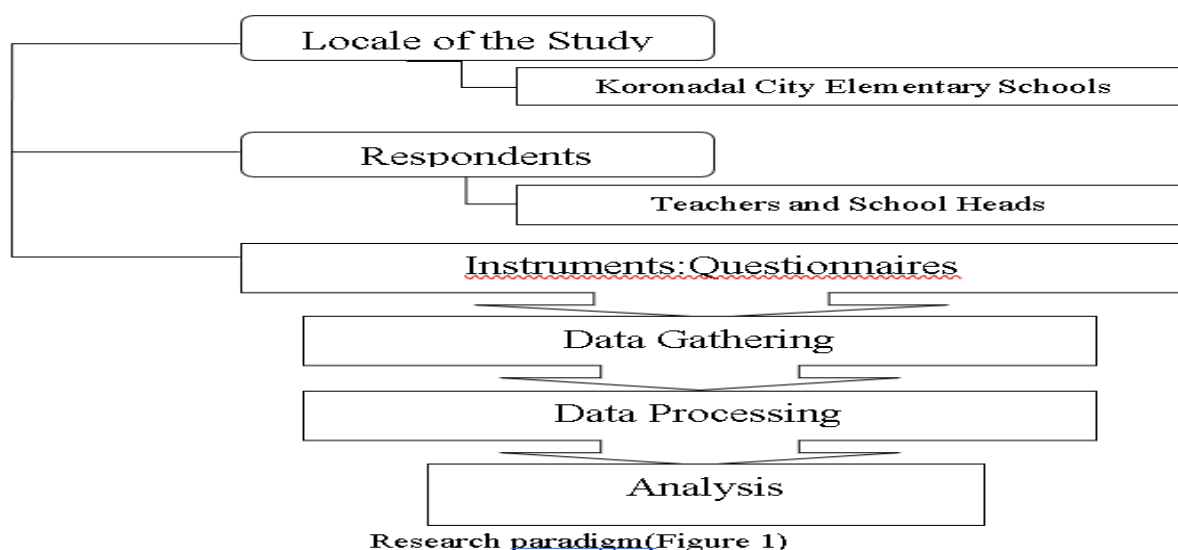 Locale of the Study
Koronadal City Elementary Schools
Respondents
Teachers and School Heads
Instruments:Questionnaires
Data Gathering
Data Processing
Analysis
Research paradigm(Figure 1)